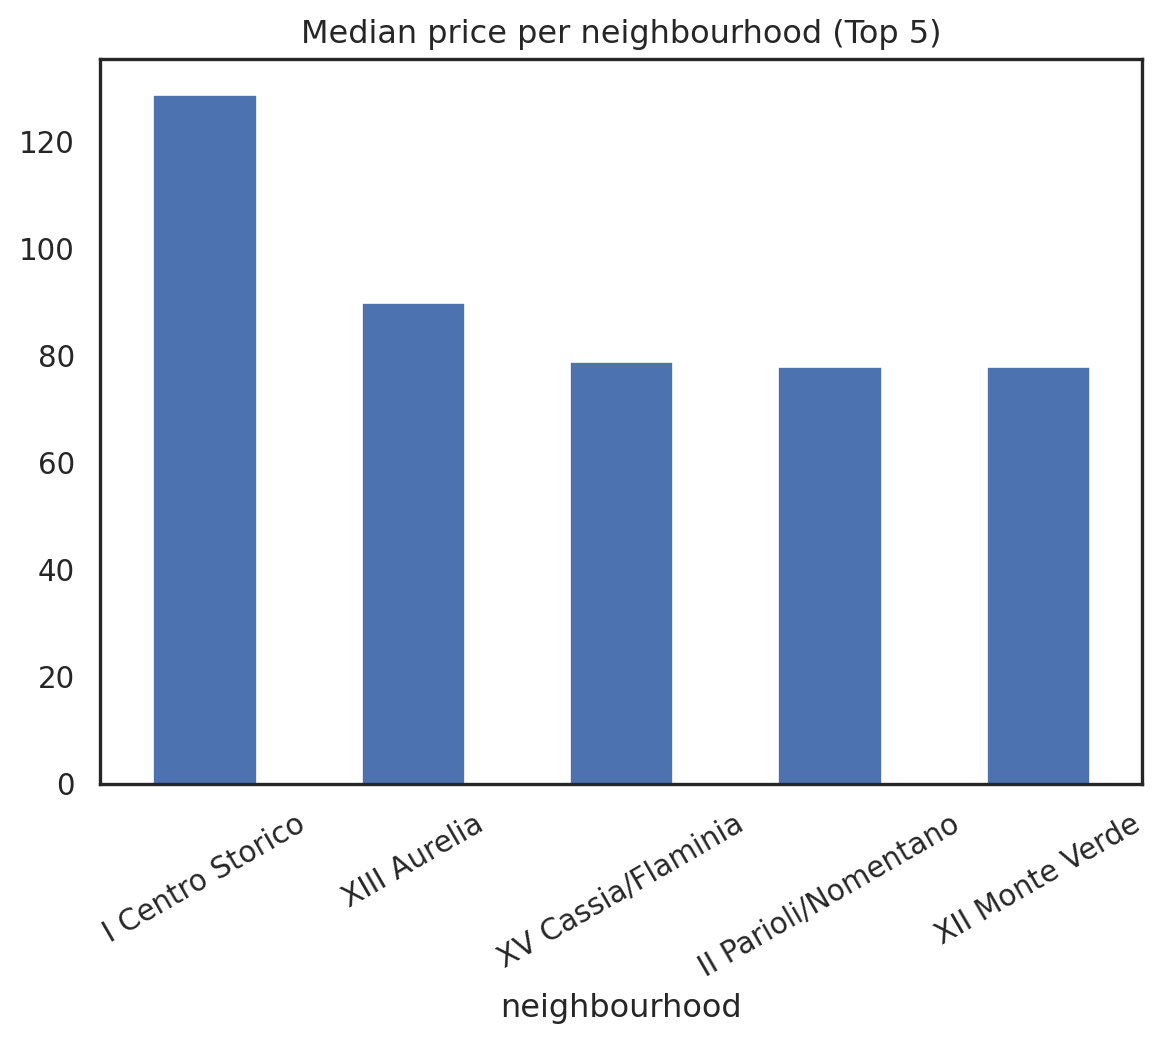 Median price per neighbourhood (Top 5)
120
100
80
60
40
20
0
I Centro Storico
XIII Aurelia
XV Cassia/Flaminia
II Parioli/Nomentano
XII Monte Verde
neighbourhood